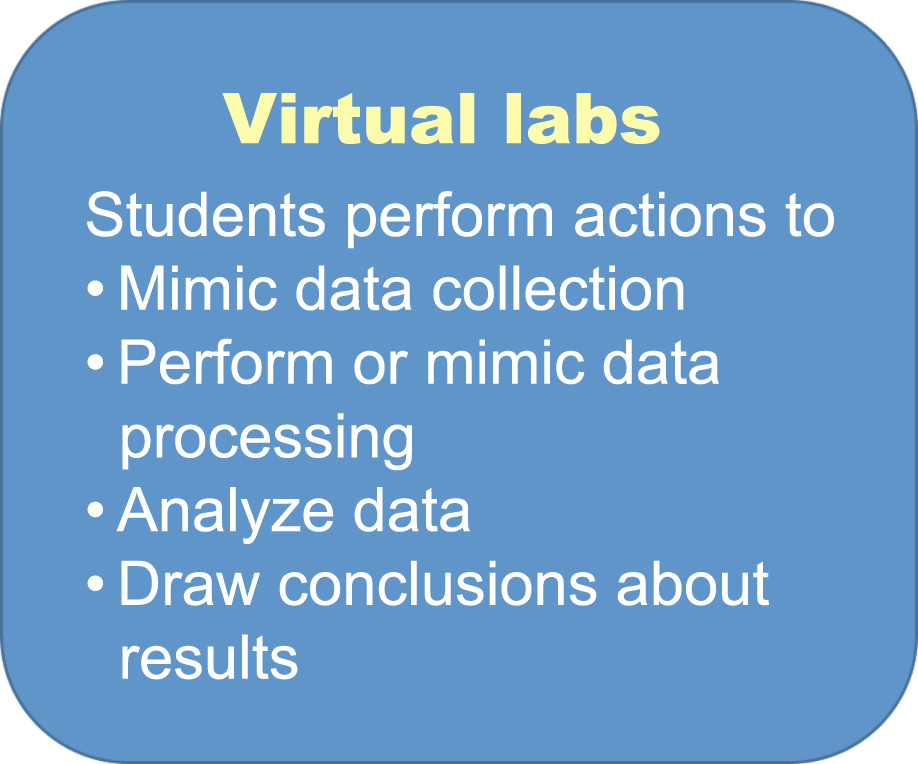 Virtual labs
Students perform actions to
• Mimic data collection
• Perform or mimic data
processing
• Analyze data
• Draw conclusions about
results